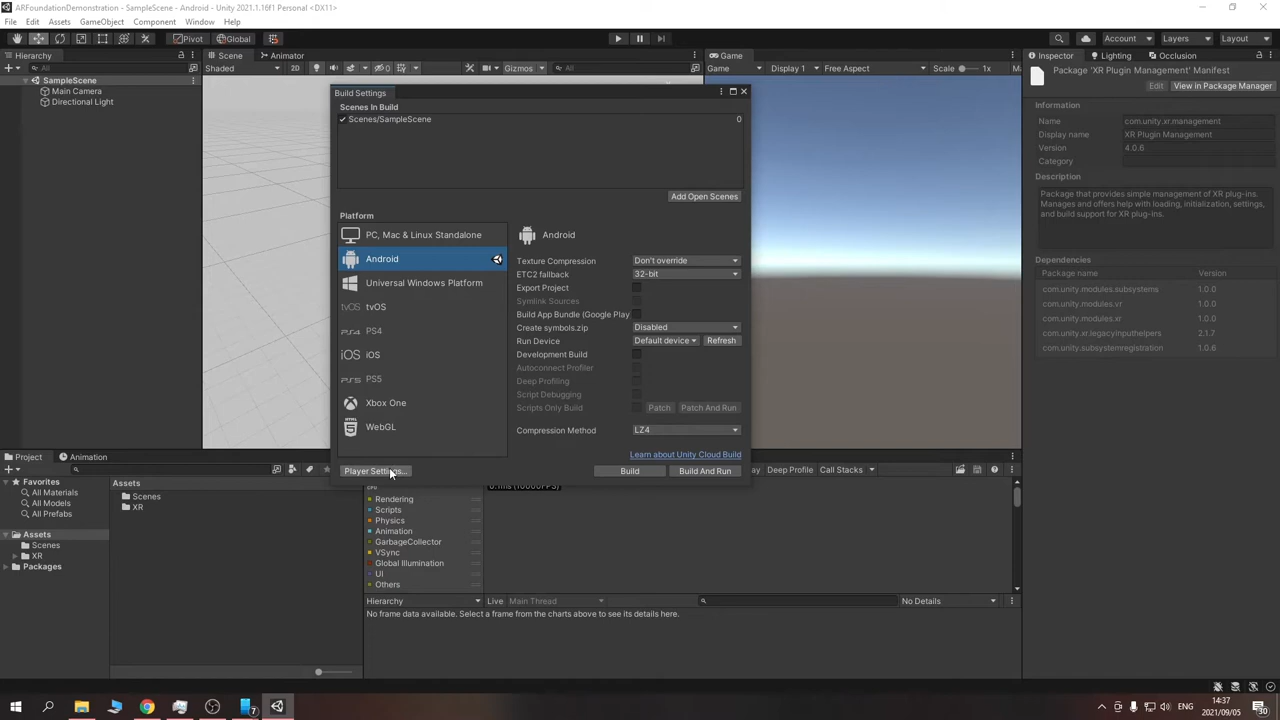 ARFoundationDemonstration - SampleScene - Android - Unity 2021.1.16f1 Personal <DX11>
File Edit Assets GameObject Component Window Help
Pivot Global Account Layers Layout
Hierarchy Scene Animator Game Inspector Lighting Occlusion
All Shaded 2D 0 Gizmos All Game Display 1 Free Aspect Scale 1x
SampleScene
Main Camera
Directional Light
Build Settings
Scenes In Build
Scenes/SampleScene 0
Add Open Scenes
Platform
PC, Mac & Linux Standalone
Android
Universal Windows Platform
tvOS tvOS
PS4 PS4
iOS iOS
PS5 PS5
Xbox One
WebGL
Player Settings...
Android
Texture Compression Don't override
ETC2 fallback 32-bit
Export Project
Symlink Sources
Build App Bundle (Google Play
Create symbols.zip Disabled
Run Device Default device Refresh
Development Build
Autoconnect Profiler
Deep Profiling
Script Debugging
Scripts Only Build Patch Patch And Run
Compression Method LZ4
Learn about Unity Cloud Build
Build Build And Run
Package 'XR Plugin Management' Manifest
Edit View in Package Manager
Information
Name com.unity.xr.management
Display name XR Plugin Management
Version 4.0.6
Category
Description
Package that provides simple management of XR plug-ins.
Manages and offers help with loading, initialization, settings,
and build support for XR plug-ins.
Dependencies
Package name Version
com.unity.modules.subsystems 1.0.0
com.unity.modules.vr 1.0.0
com.unity.modules.xr 1.0.0
com.unity.xr.legacyinputhelpers 2.1.7
com.unity.subsystemregistration 1.0.6
Project Animation
Favorites
All Materials
All Models
All Prefabs
Assets
Scenes
XR
Packages
Assets
Scenes
XR
Deep Profile Call Stacks
Rendering
Scripts
Physics
Animation
GarbageCollector
VSync
Global Illumination
UI
Others
Hierarchy Live Main Thread No Details
No frame data available. Select a frame from the charts above to see its details here.
7
ENG 14:37
2021/09/05 30